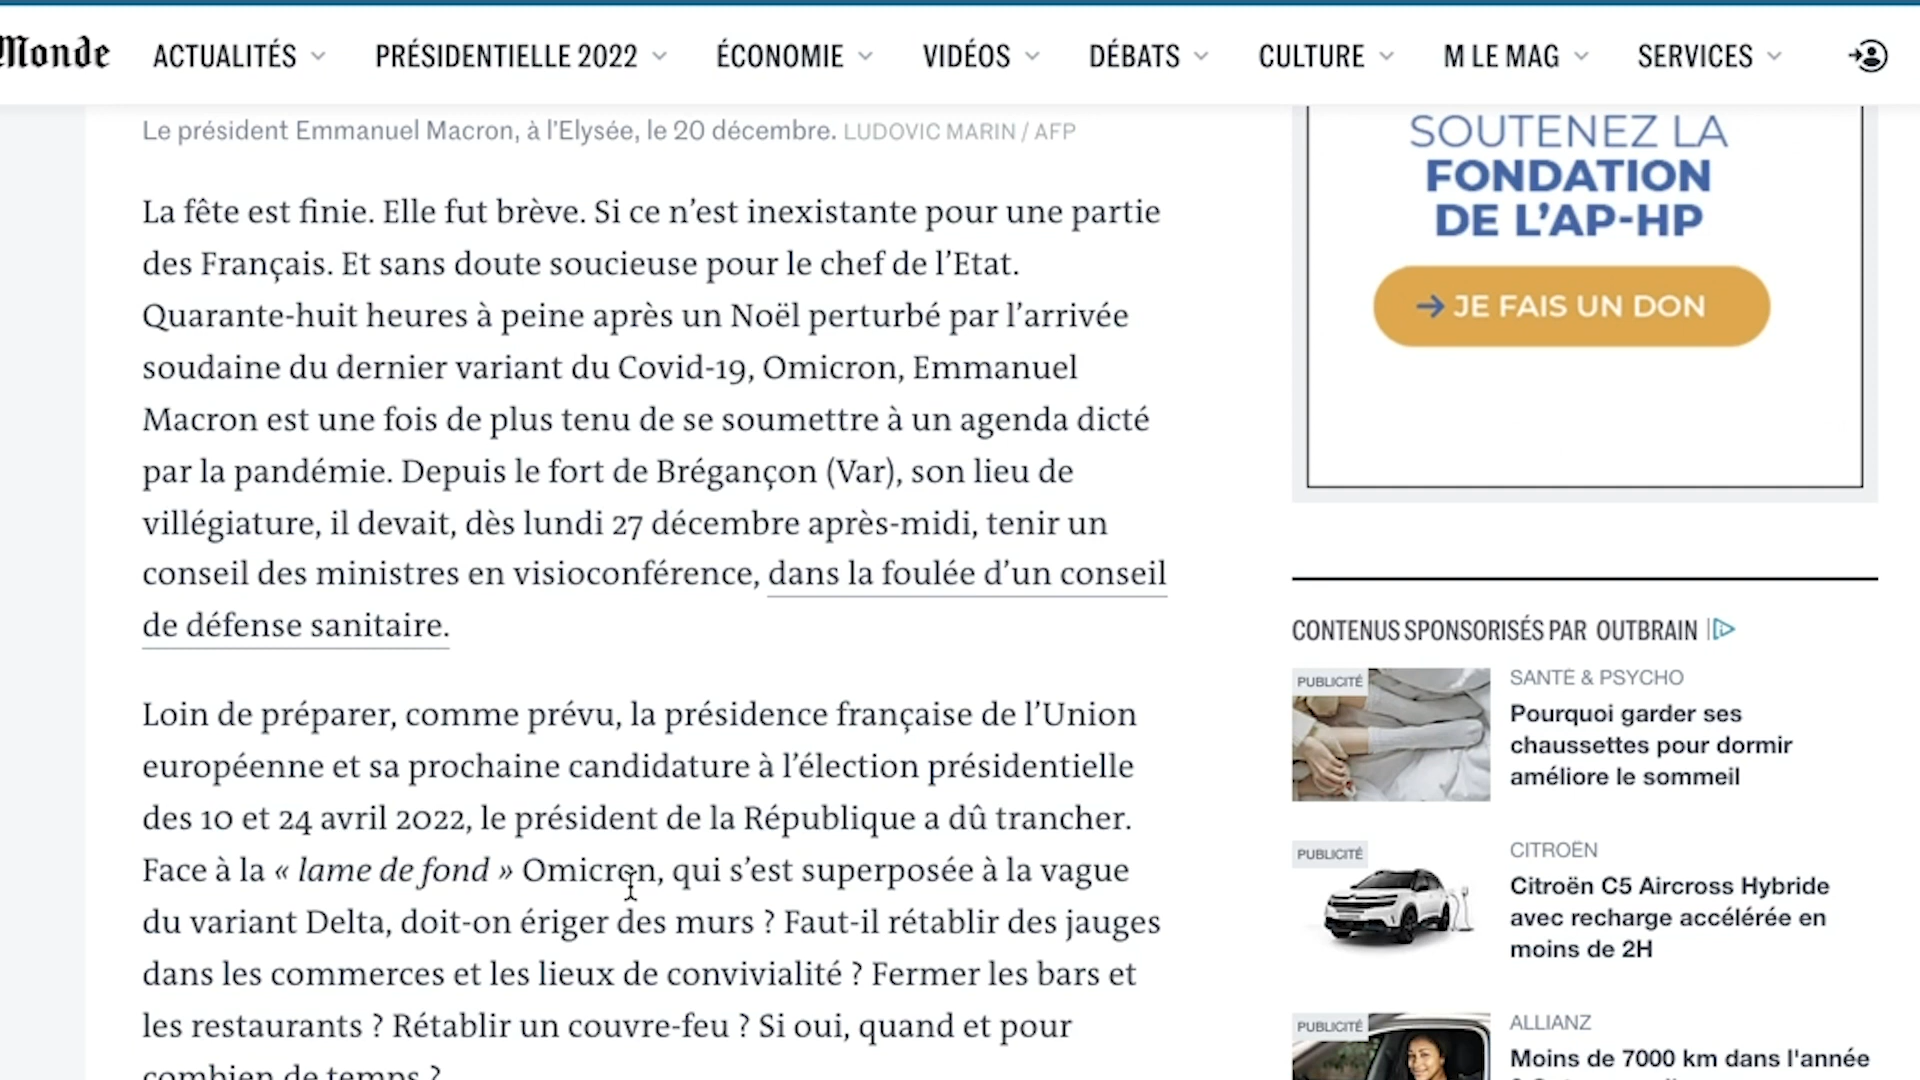 Monde
ACTUALITÉS
PRÉSIDENTIELLE 2022
ÉCONOMIE
VIDÉOS
DÉBATS
CULTURE
M LE MAG
SERVICES
Le président Emmanuel Macron, à l'Elysée, le 20 décembre. LUDOVIC MARIN / AFP
La fête est finie. Elle fut brève. Si ce n’est inexistante pour une partie
des Français. Et sans doute soucieuse pour le chef de l’Etat.
Quarante-huit heures à peine après un Noël perturbé par l’arrivée
soudaine du dernier variant du Covid-19, Omicron, Emmanuel
Macron est une fois de plus tenu de se soumettre à un agenda dicté
par la pandémie. Depuis le fort de Brégançon (Var), son lieu de
villégiature, il devait, dès lundi 27 décembre après-midi, tenir un
conseil des ministres en visioconférence, dans la foulée d’un conseil
de défense sanitaire.
Loin de préparer, comme prévu, la présidence française de l’Union
européenne et sa prochaine candidature à l’élection présidentielle
des 10 et 24 avril 2022, le président de la République a dû trancher.
Face à la « lame de fond » Omicron, qui s’est superposée à la vague
du variant Delta, doit-on ériger des murs ? Faut-il rétablir des jauges
dans les commerces et les lieux de convivialité ? Fermer les bars et
les restaurants ? Rétablir un couvre-feu ? Si oui, quand et pour
combien de temps ?
SOUTENEZ LA
FONDATION
DE L’AP-HP
→ JE FAIS UN DON
CONTENUS SPONSORISÉS PAR OUTBRAIN
PUBLICITÉ
SANTÉ & PSYCHO
Pourquoi garder ses
chaussettes pour dormir
améliore le sommeil
PUBLICITÉ
CITROËN
Citroën C5 Aircross Hybride
avec recharge accélérée en
moins de 2H
PUBLICITÉ
ALLIANZ
Moins de 7000 km dans l'année